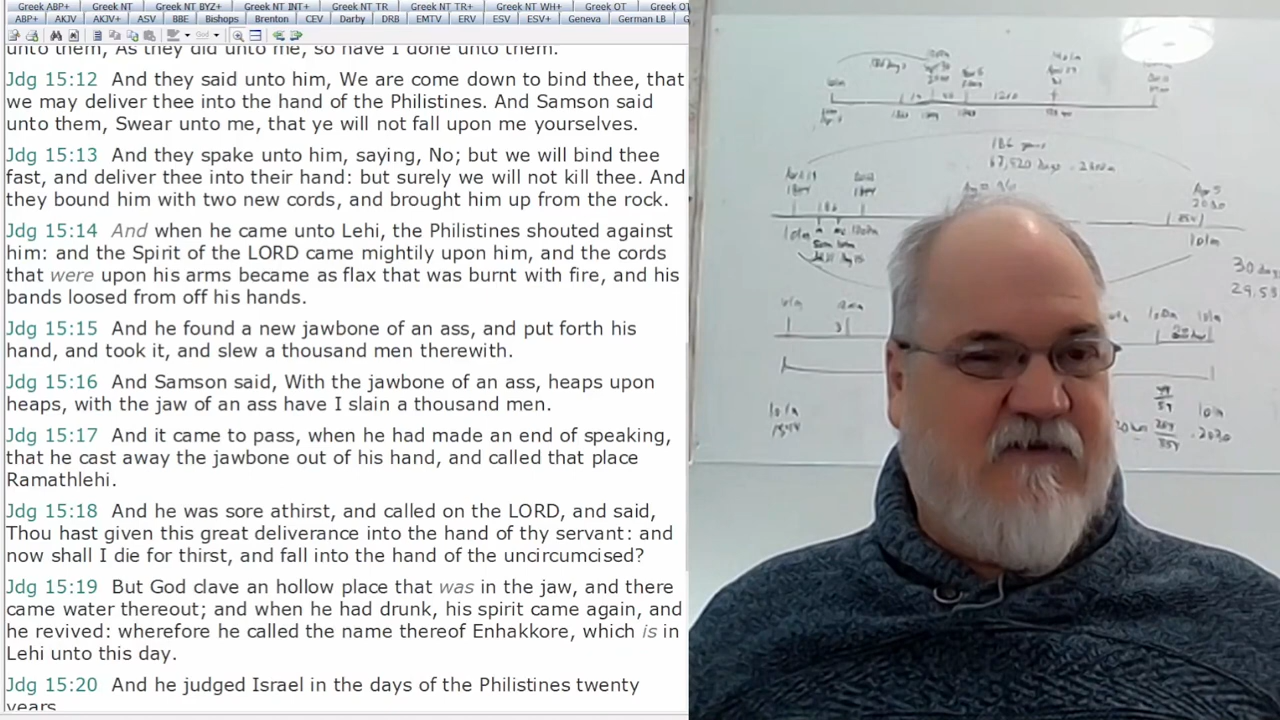 Greek ABP+ Greek NT Greek NT BYZ+ Greek NT INT+ Greek NT TR Greek NT TR+ Greek NT WH+ Greek OT Greek OT
ABP+ AKJV AKJV+ ASV BBE Bishops Brenton CEV Darby DRB EMTV ERV ESV ESV+ Geneva German LB G
unto them, As they did unto me, so have I done unto them.
Jdg 15:12 And they said unto him, We are come down to bind thee, that
we may deliver thee into the hand of the Philistines. And Samson said
unto them, Swear unto me, that ye will not fall upon me yourselves.
Jdg 15:13 And they spake unto him, saying, No; but we will bind thee
fast, and deliver thee into their hand: but surely we will not kill thee. And
they bound him with two new cords, and brought him up from the rock.
Jdg 15:14 And when he came unto Lehi, the Philistines shouted against
him: and the Spirit of the LORD came mightily upon him, and the cords
that were upon his arms became as flax that was burnt with fire, and his
bands loosed from off his hands.
Jdg 15:15 And he found a new jawbone of an ass, and put forth his
hand, and took it, and slew a thousand men therewith.
Jdg 15:16 And Samson said, With the jawbone of an ass, heaps upon
heaps, with the jaw of an ass have I slain a thousand men.
Jdg 15:17 And it came to pass, when he had made an end of speaking,
that he cast away the jawbone out of his hand, and called that place
Ramathlehi.
Jdg 15:18 And he was sore athirst, and called on the LORD, and said,
Thou hast given this great deliverance into the hand of thy servant: and
now shall I die for thirst, and fall into the hand of the uncircumcised?
Jdg 15:19 But God clave an hollow place that was in the jaw, and there
came water thereout; and when he had drunk, his spirit came again, and
he revived: wherefore he called the name thereof Enhakkore, which is in
Lehi unto this day.
Jdg 15:20 And he judged Israel in the days of the Philistines twenty
years
186 years
67,920 days
Apr 5
2030
1844
30 day
29.53
2030